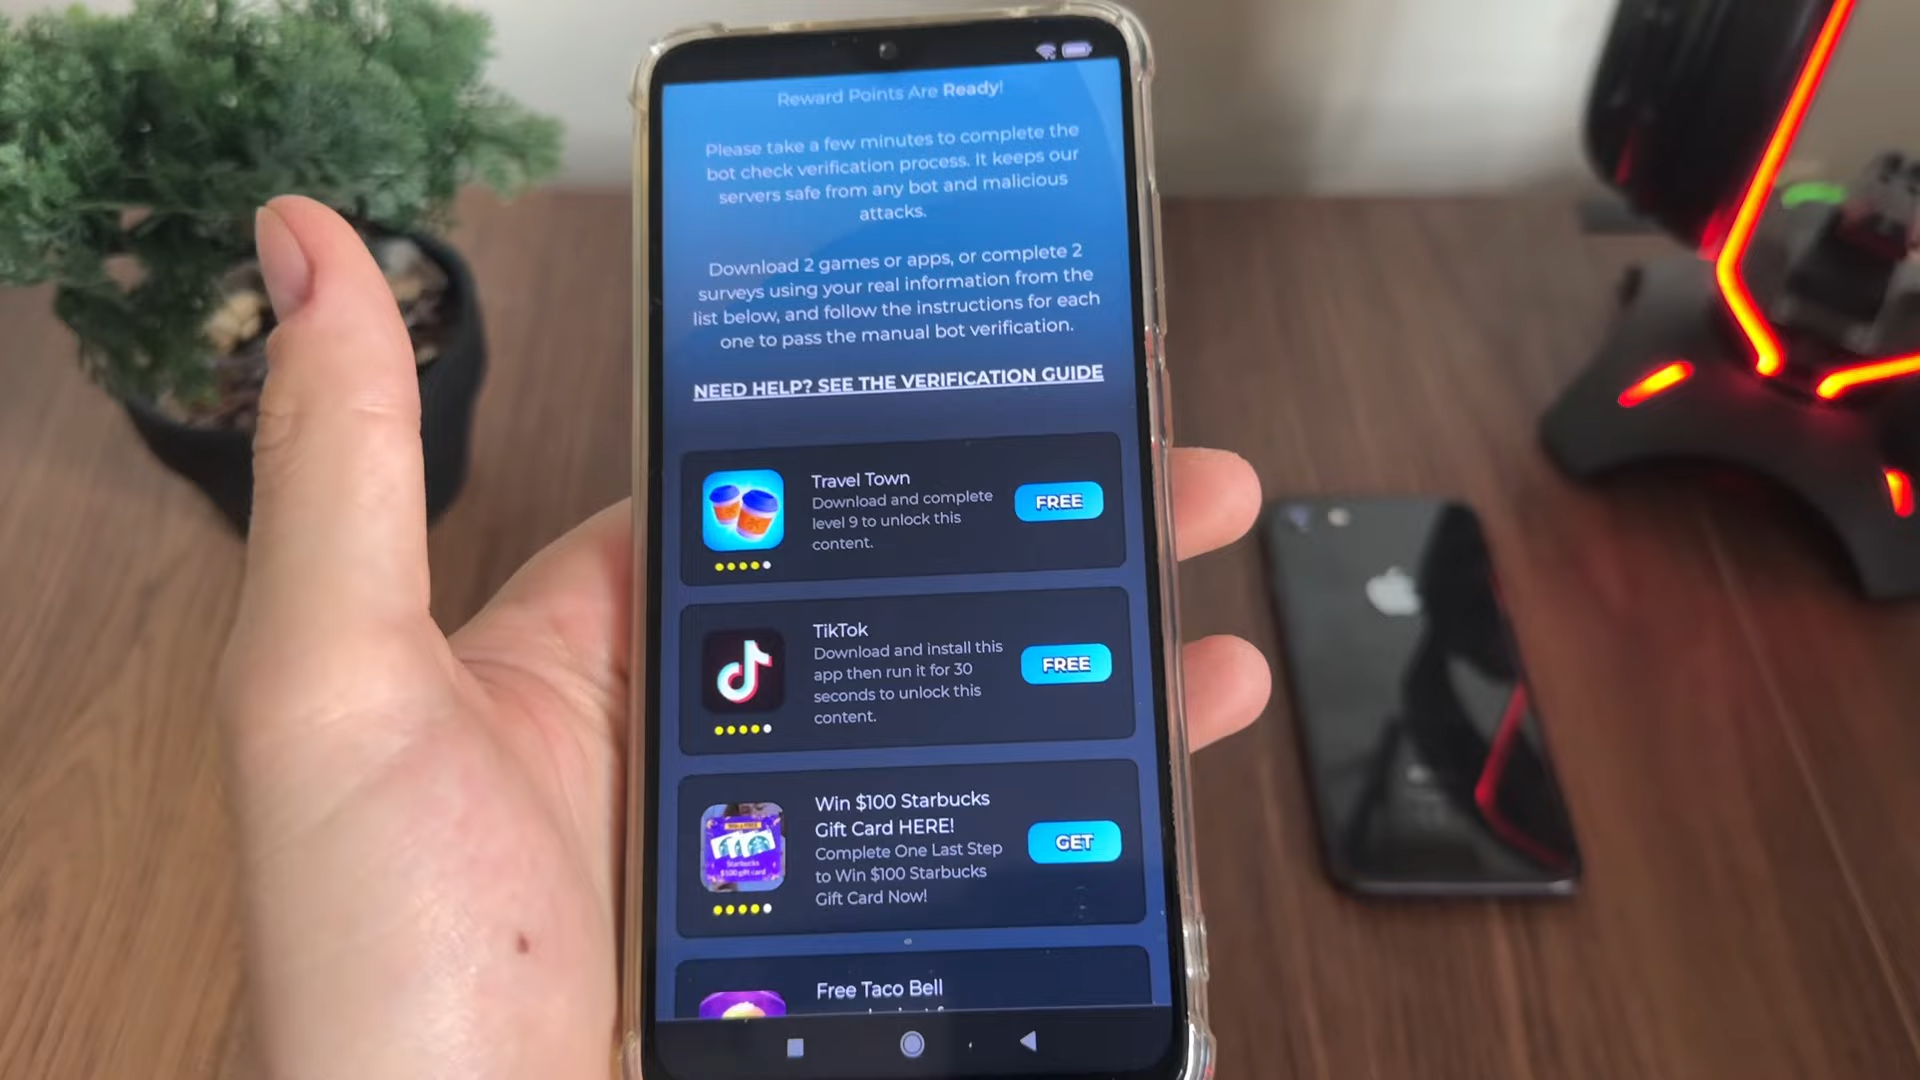 Reward Points Are Ready!
Please take a few minutes to complete the
bot check verification process. It keeps our
servers safe from any bot and malicious
attacks.
Download 2 games or apps, or complete 2
surveys using your real information from the
list below, and follow the instructions for each
one to pass the manual bot verification.
NEED HELP? SEE THE VERIFICATION GUIDE
Travel Town
Download and complete
level 9 to unlock this
content.
FREE
TikTok
Download and install this
app then run it for 30
seconds to unlock this
content.
FREE
Win $100 Starbucks
Gift Card HERE!
Complete One Last Step
to Win $100 Starbucks
Gift Card Now!
GET
Starbucks
$100 gift card
Free Taco Bell